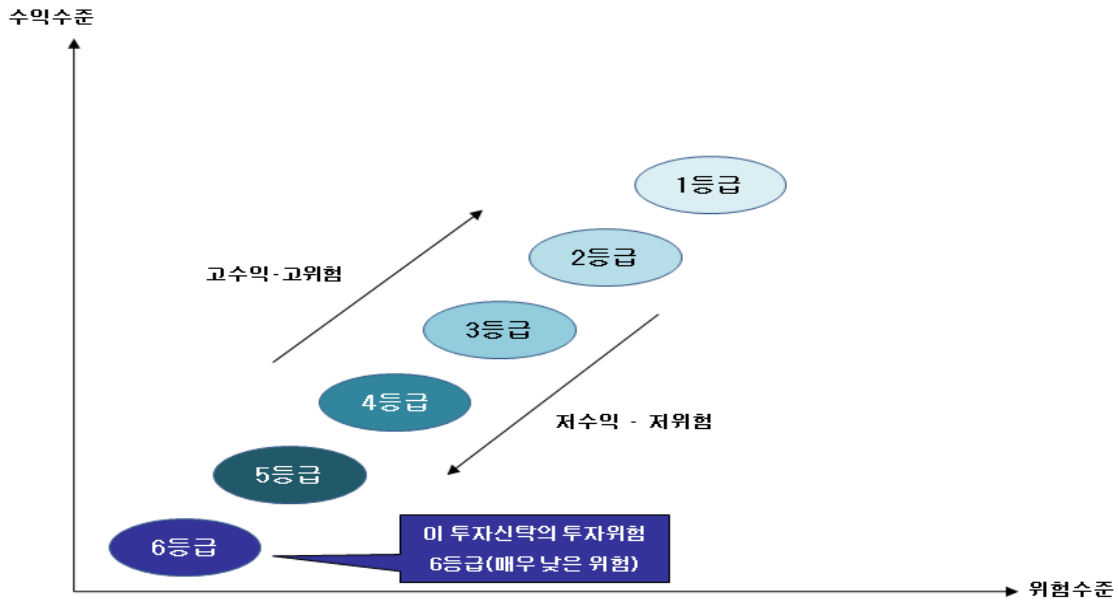 수익수준
1등급
2등급
고수익-고위험
3등급
4등급
저수익 - 저위험
5등급
이 투자신탁의 투자위험
6등급(매우 낮은 위험)
6등급
위험수준